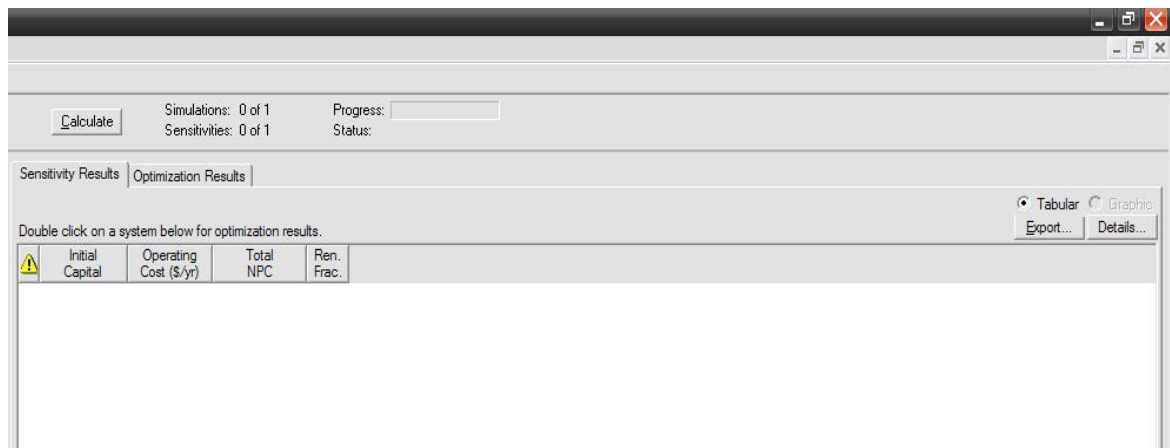 Calculate
Simulations: 0 of 1
Progress:
Sensitivities: 0 of 1
Status:
Sensitivity Results
Optimization Results
Tabular
Graphic
Double click on a system below for optimization results.
Export...
Details...
Initial Capital
Operating Cost ($/yr)
Total NPC
Ren. Frac.